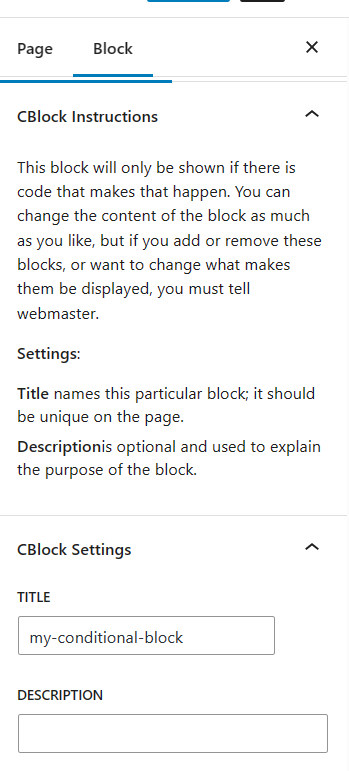 Page Block
CBlock Instructions
This block will only be shown if there is
code that makes that happen. You can
change the content of the block as much
as you like, but if you add or remove these
blocks, or want to change what makes
them be displayed, you must tell
webmaster.
Settings:
Title names this particular block; it should
be unique on the page.
Descriptionis optional and used to explain
the purpose of the block.
CBlock Settings
TITLE
my-conditional-block
DESCRIPTION